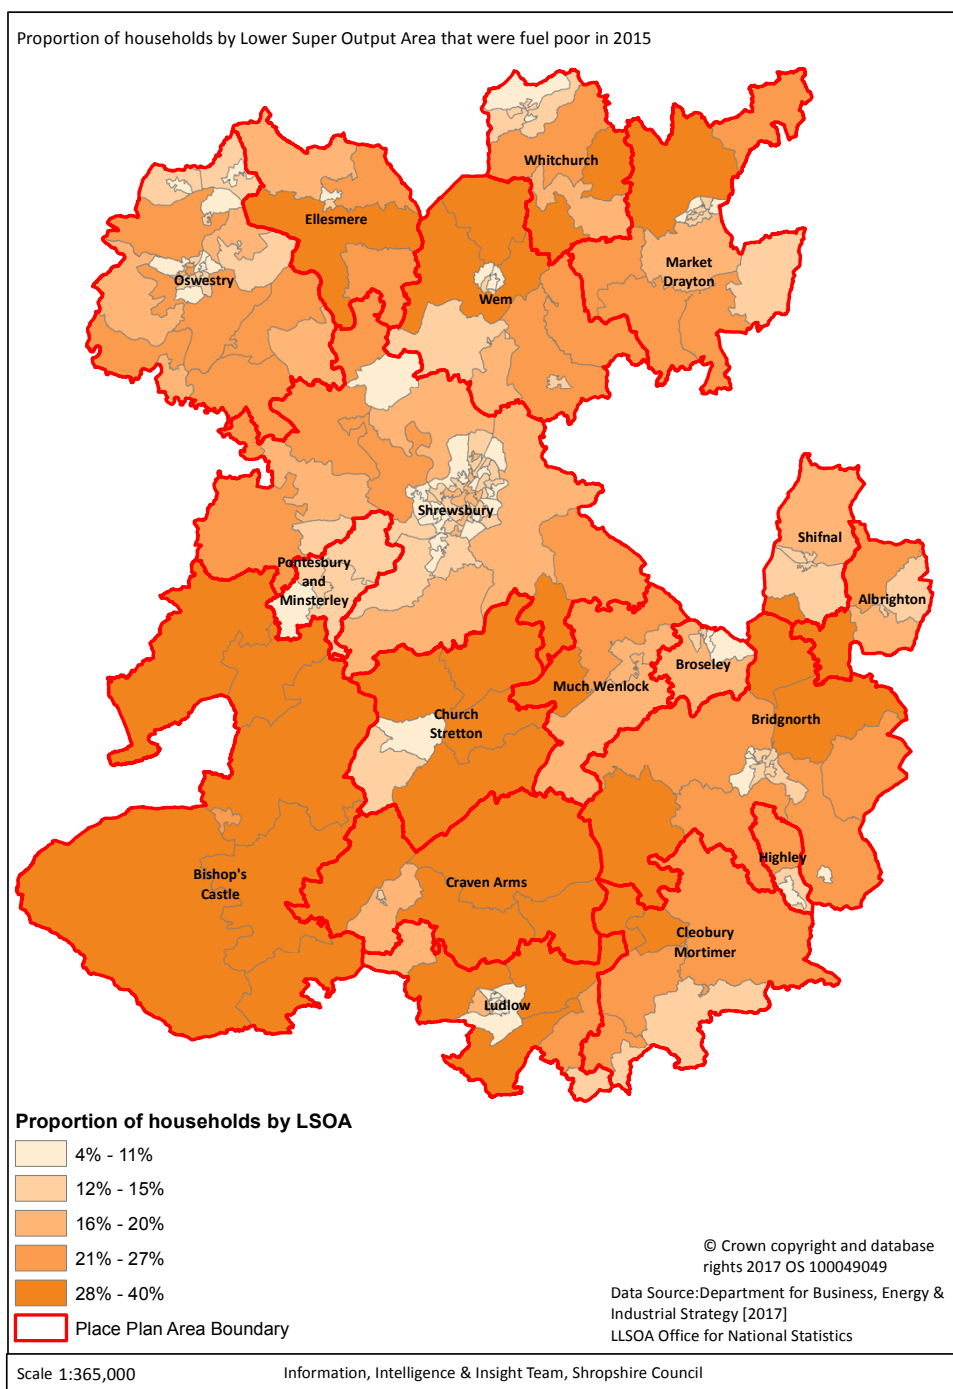 Proportion of households by Lower Super Output Area that were fuel poor in 2015
Whitchurch
Ellesmere
Market
Drayton
Oswestry
Wem
Shrewsbury
Shifnal
Pontesbury
and
Minsterley
Albrighton
Broseley
Much Wenlock
Church
Stretton
Bridgnorth
Highley
Bishop's
Castle
Craven Arms
Cleobury
Mortimer
Ludlow
Proportion of households by LSOA
4% - 11%
12% - 15%
16% - 20%
21% - 27%
28% - 40%
Place Plan Area Boundary
© Crown copyright and database
rights 2017 OS 100049049
Data Source:Department for Business, Energy &
Industrial Strategy [2017]
LLSOA Office for National Statistics
Scale 1:365,000
Information, Intelligence & Insight Team, Shropshire Council